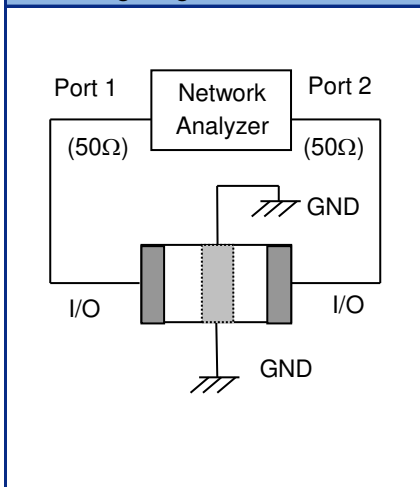 Port 1
Network
Analyzer
Port 2
(50Ω)
(50Ω)
GND
I/O
I/O
GND